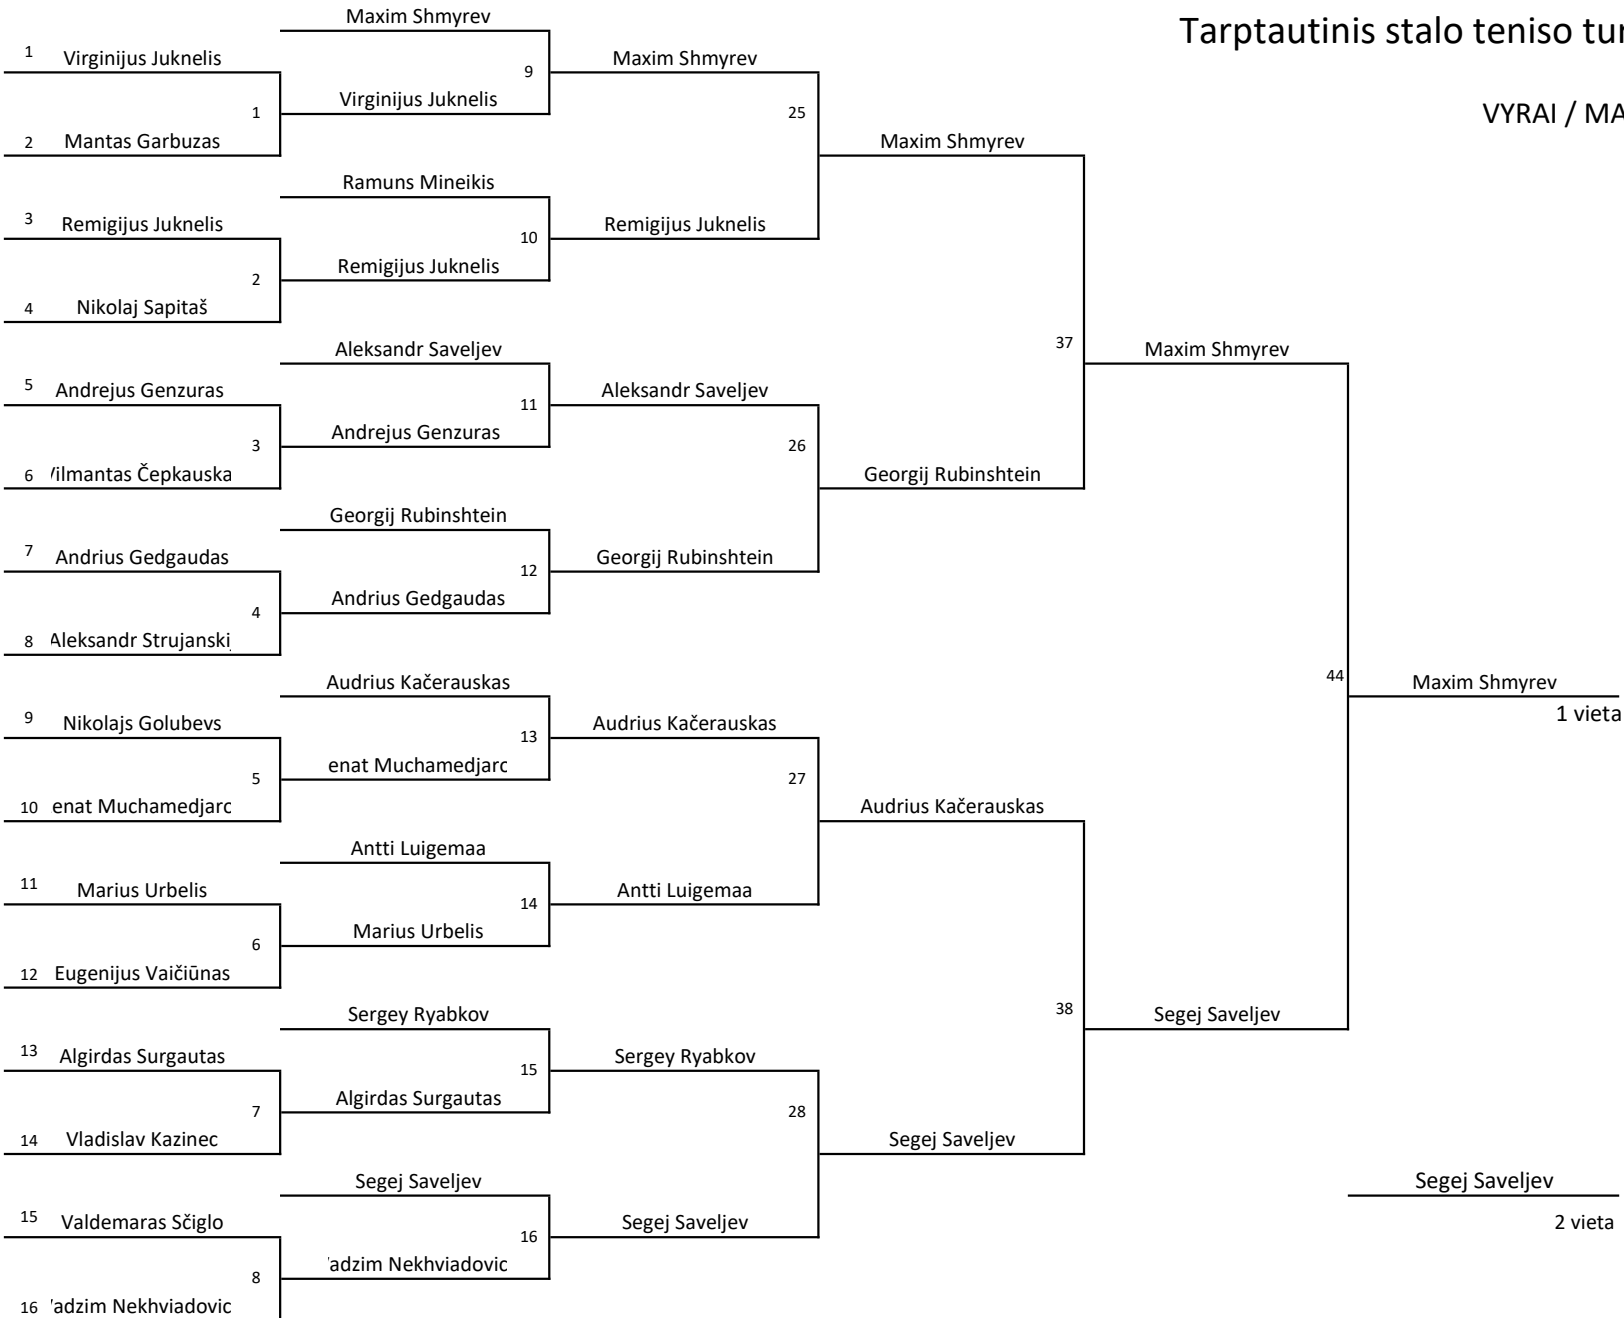 Tarptautinis stalo teniso tur
VYRAI / MA
Maxim Shmyrev
1 Virginijus Juknelis
9
Maxim Shmyrev
Virginijus Juknelis
1
25
2 Mantas Garbuzas
Maxim Shmyrev
Ramuns Mineikis
3 Remigijus Juknelis
10
Remigijus Juknelis
Remigijus Juknelis
2
4 Nikolaj Sapitaš
37
Aleksandr Saveljev
Maxim Shmyrev
5 Andrejus Genzuras
11
Aleksandr Saveljev
Andrejus Genzuras
3
26
6 ilmantas Čepkauska
Georgij Rubinshtein
Georgij Rubinshtein
7 Andrius Gedgaudas
12
Georgij Rubinshtein
Andrius Gedgaudas
4
8 Aleksandr Strujanski
44
Audrius Kačerauskas
Maxim Shmyrev
1 vieta
9 Nikolajs Golubevs
13
Audrius Kačerauskas
enat Muchamedjarc
5
27
10 enat Muchamedjarc
Audrius Kačerauskas
Antti Luigemaa
11 Marius Urbelis
14
Antti Luigemaa
Marius Urbelis
6
12 Eugenijus Vaičiūnas
38
Sergey Ryabkov
Segej Saveljev
13 Algirdas Surgautas
15
Sergey Ryabkov
Algirdas Surgautas
7
28
14 Vladislav Kazinec
Segej Saveljev
Segej Saveljev
Segej Saveljev
15 Valdemaras Sčiglo
16
Segej Saveljev
2 vieta
adzim Nekhviadovic
8
16 adzim Nekhviadovic